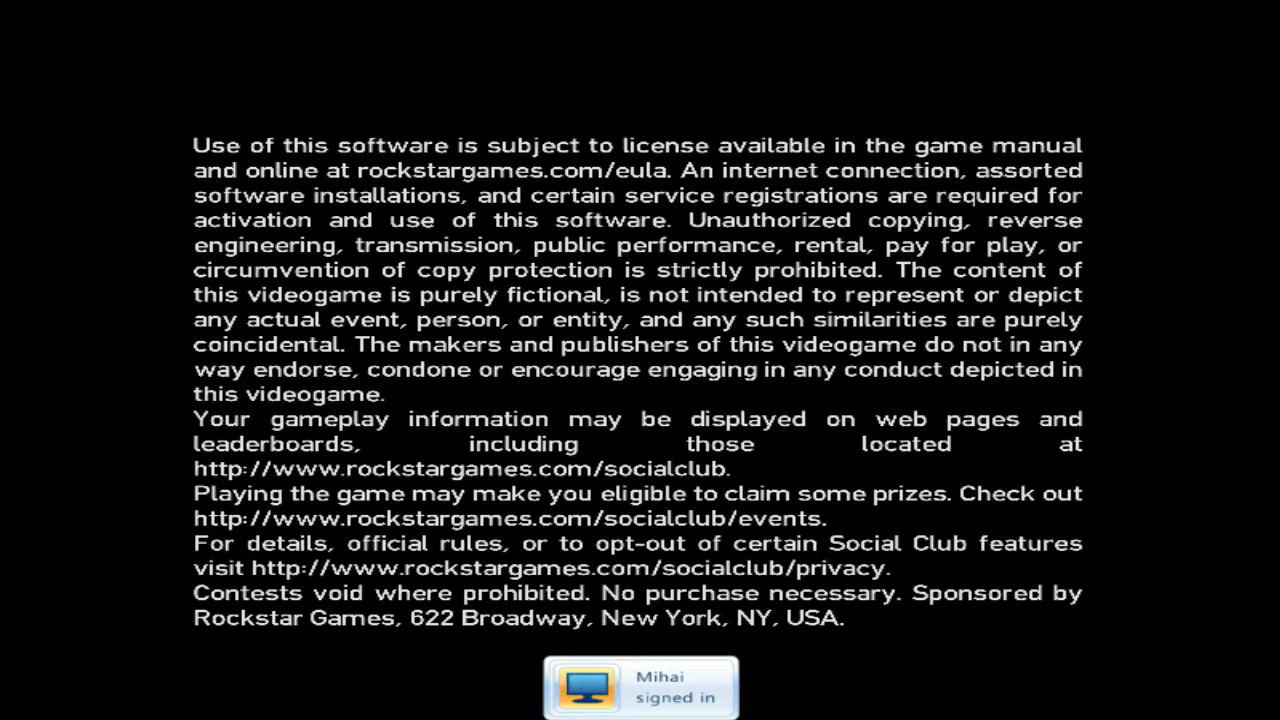 Use of this software is subject to license available in the game manual
and online at rockstargames.com/eula. An internet connection, assorted
software installations, and certain service registrations are required for
activation and use of this software. Unauthorized copying, reverse
engineering, transmission, public performance, rental, pay for play, or
circumvention of copy protection is strictly prohibited. The content of
this videogame is purely fictional, is not intended to represent or depict
any actual event, person, or entity, and any such similarities are purely
coincidental. The makers and publishers of this videogame do not in any
way endorse, condone or encourage engaging in any conduct depicted in
this videogame.
Your gameplay information may be displayed on web pages and
leaderboards, including those located at
http://www.rockstargames.com/socialclub.
Playing the game may make you eligible to claim some prizes. Check out
http://www.rockstargames.com/socialclub/events.
For details, official rules, or to opt-out of certain Social Club features
visit http://www.rockstargames.com/socialclub/privacy.
Contests void where prohibited. No purchase necessary. Sponsored by
Rockstar Games, 622 Broadway, New York, NY, USA.
Mihai
signed in